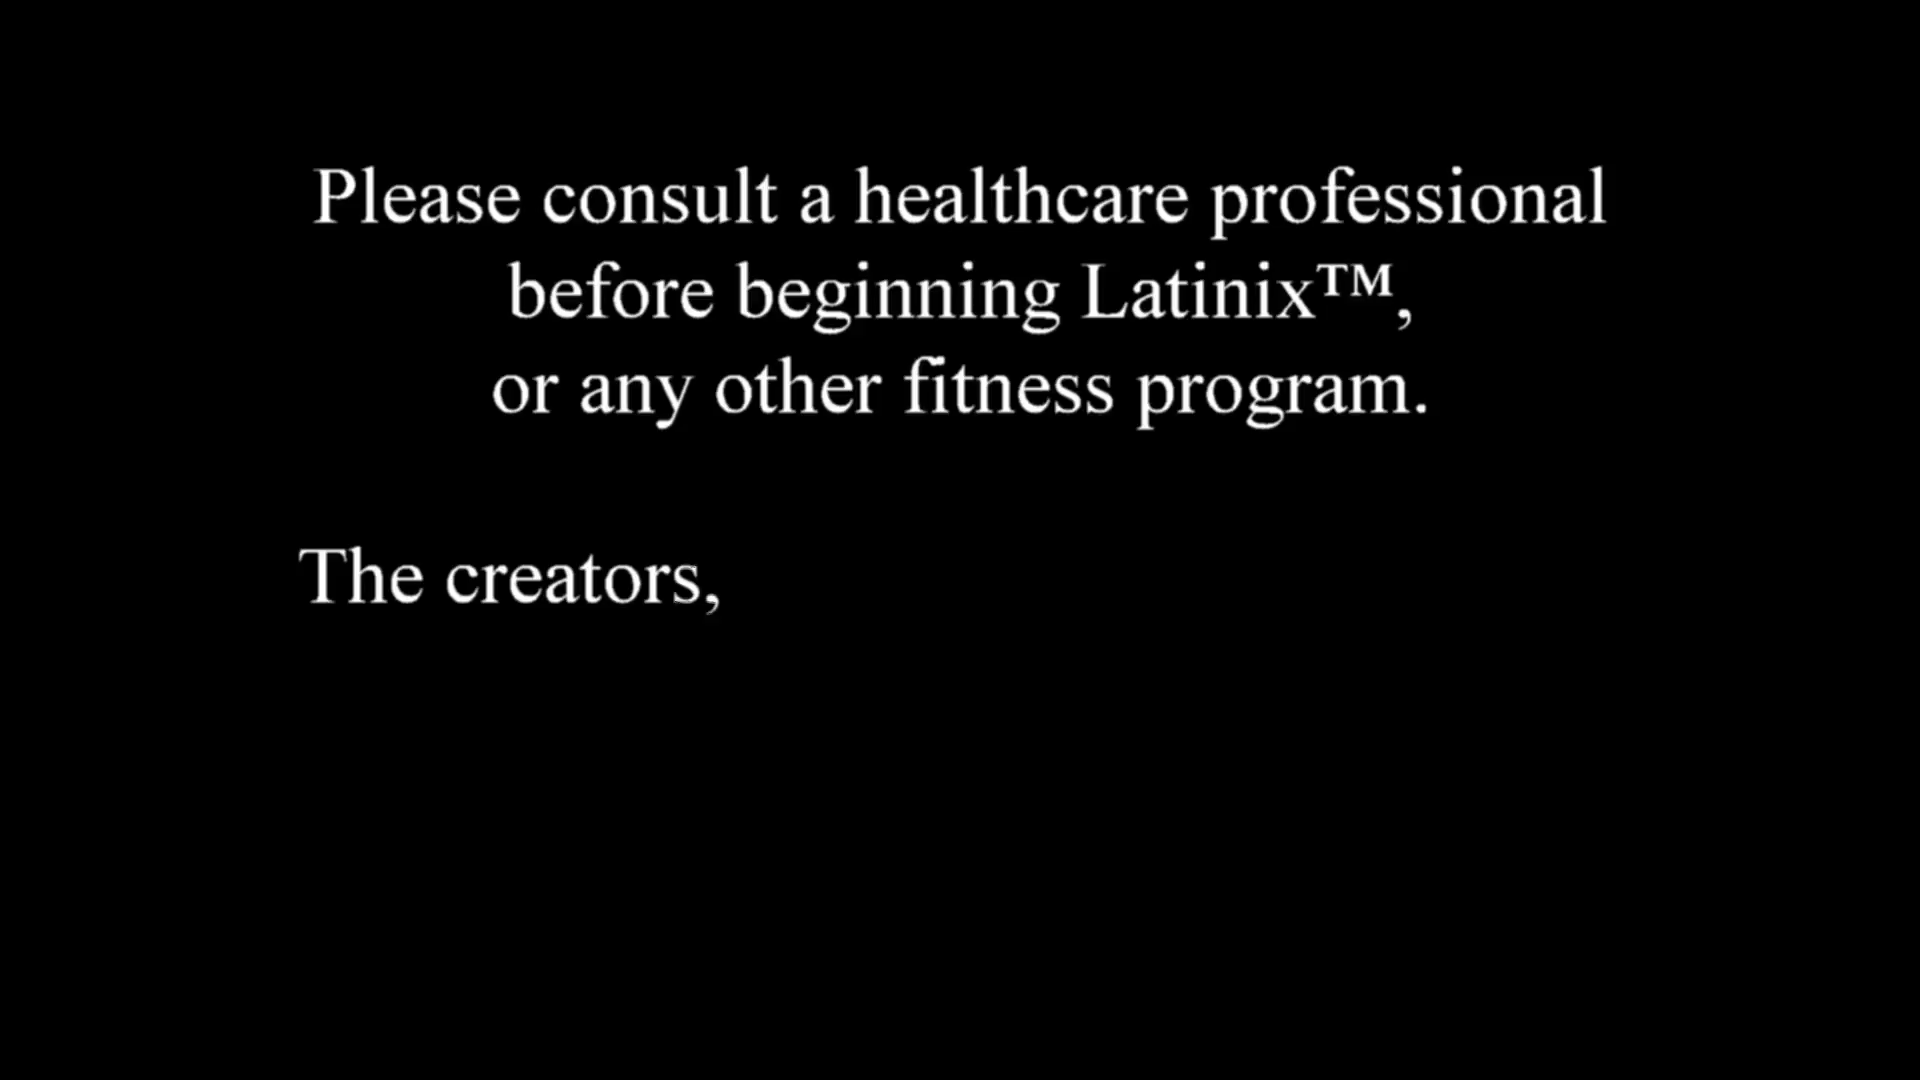 Please consult a healthcare professional
before beginning Latinix™,
or any other fitness program.
The creators,